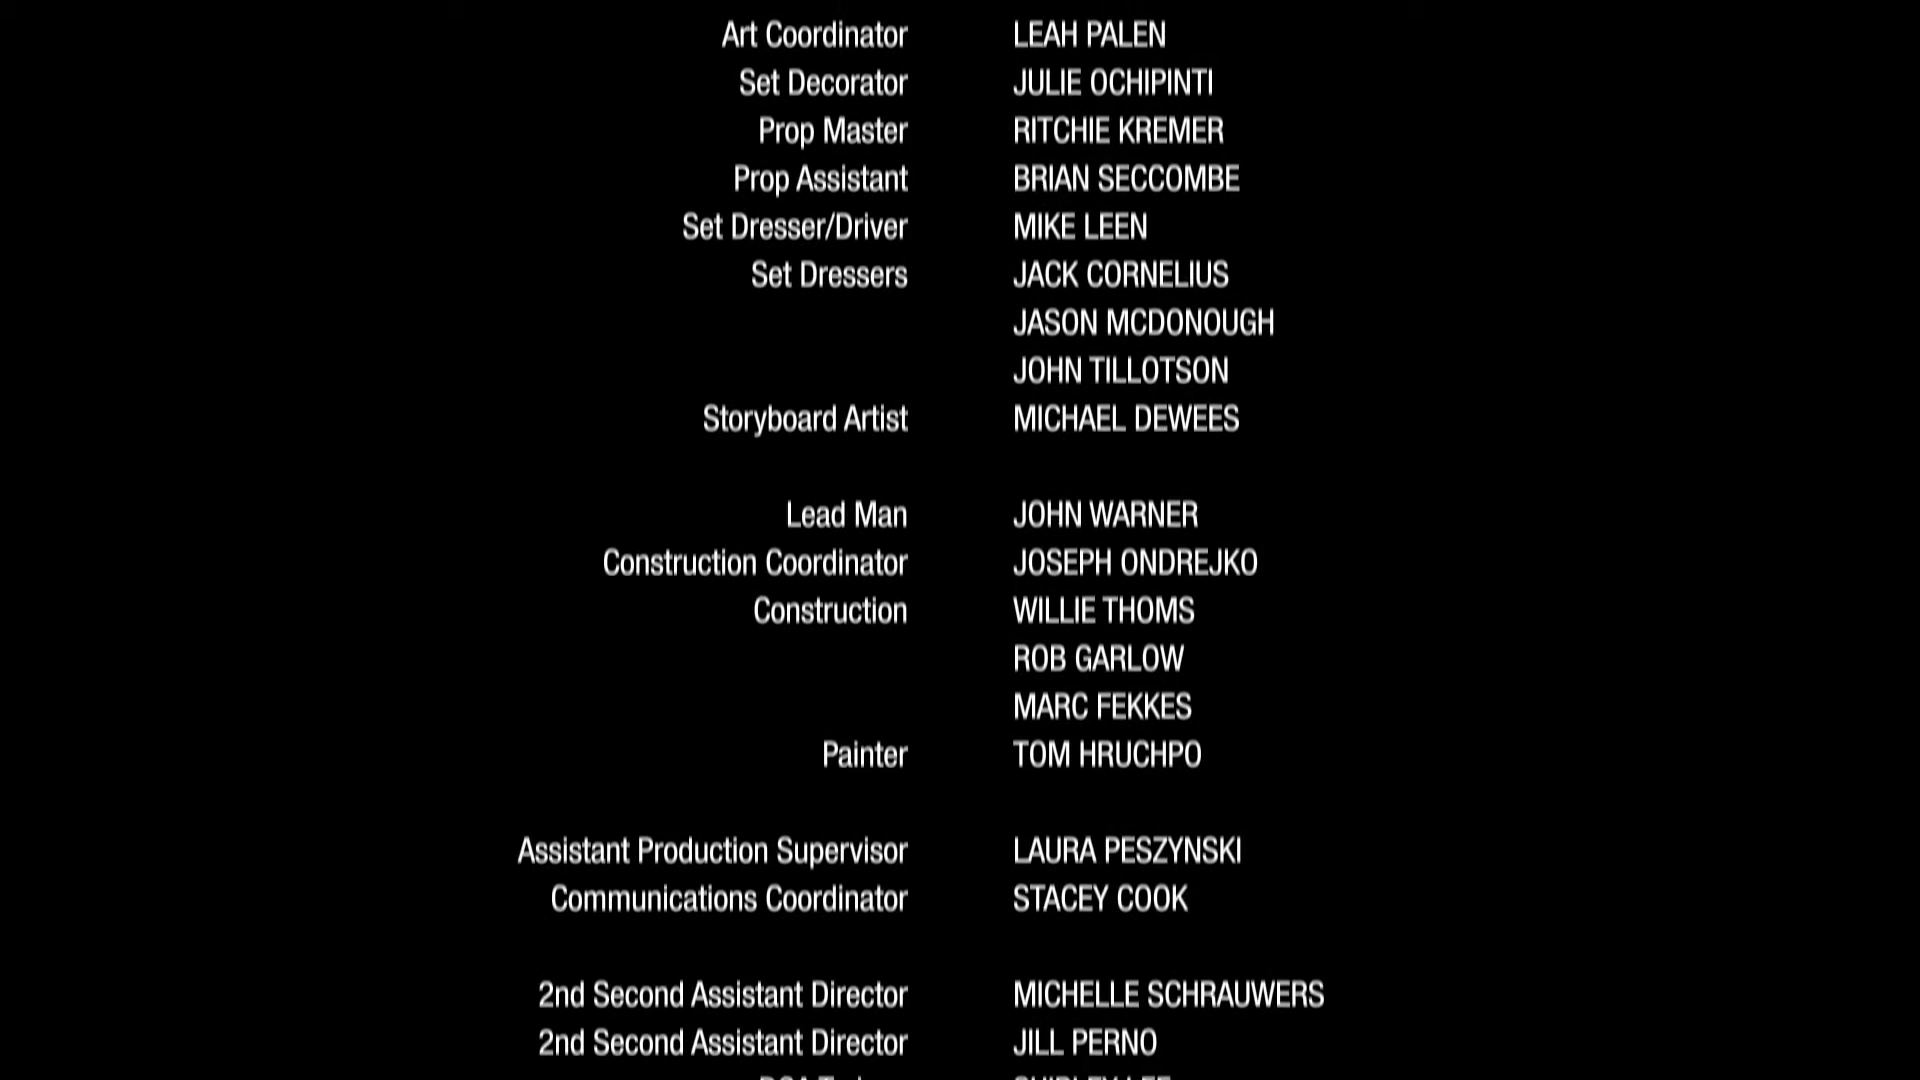 Art Coordinator LEAH PALEN
Set Decorator JULIE OCHIPINTI
Prop Master RITCHIE KREMER
Prop Assistant BRIAN SECCOMBE
Set Dresser/Driver MIKE LEEN
Set Dressers JACK CORNELIUS
JASON MCDONOUGH
JOHN TILLOTSON
Storyboard Artist MICHAEL DEWEES
Lead Man JOHN WARNER
Construction Coordinator JOSEPH ONDREJKO
Construction WILLIE THOMS
ROB GARLOW
MARC FEKKES
Painter TOM HRUCHPO
Assistant Production Supervisor LAURA PESZYNSKI
Communications Coordinator STACEY COOK
2nd Second Assistant Director MICHELLE SCHRAUWERS
2nd Second Assistant Director JILL PERNO